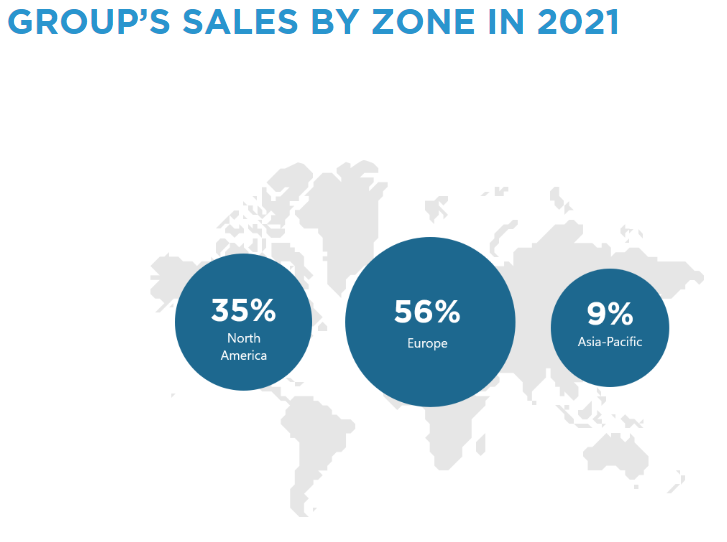 GROUP’S SALES BY ZONE IN 2021
35%
North
America
56%
Europe
9%
Asia-Pacific